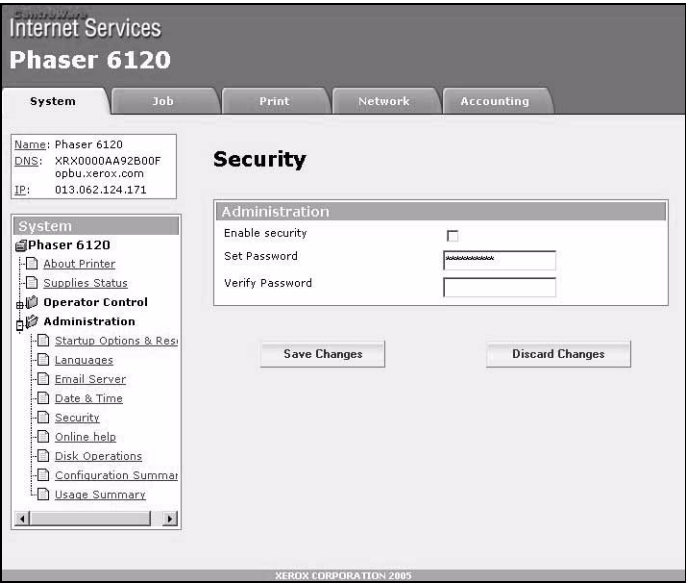 CentreWare
Internet Services
Phaser 6120
System
Job
Print
Network
Accounting
Name: Phaser 6120
DNS: XRX0000AA92B00F
opbu.xerox.com
IP: 013.062.124.171
System
Phaser 6120
About Printer
Supplies Status
Operator Control
Administration
Startup Options & Res
Languages
Email Server
Date & Time
Security
Online help
Disk Operations
Configuration Summar
Usage Summary
Security
Administration
Enable security
Set Password **********
Verify Password
Save Changes
Discard Changes
XEROX CORPORATION 2005